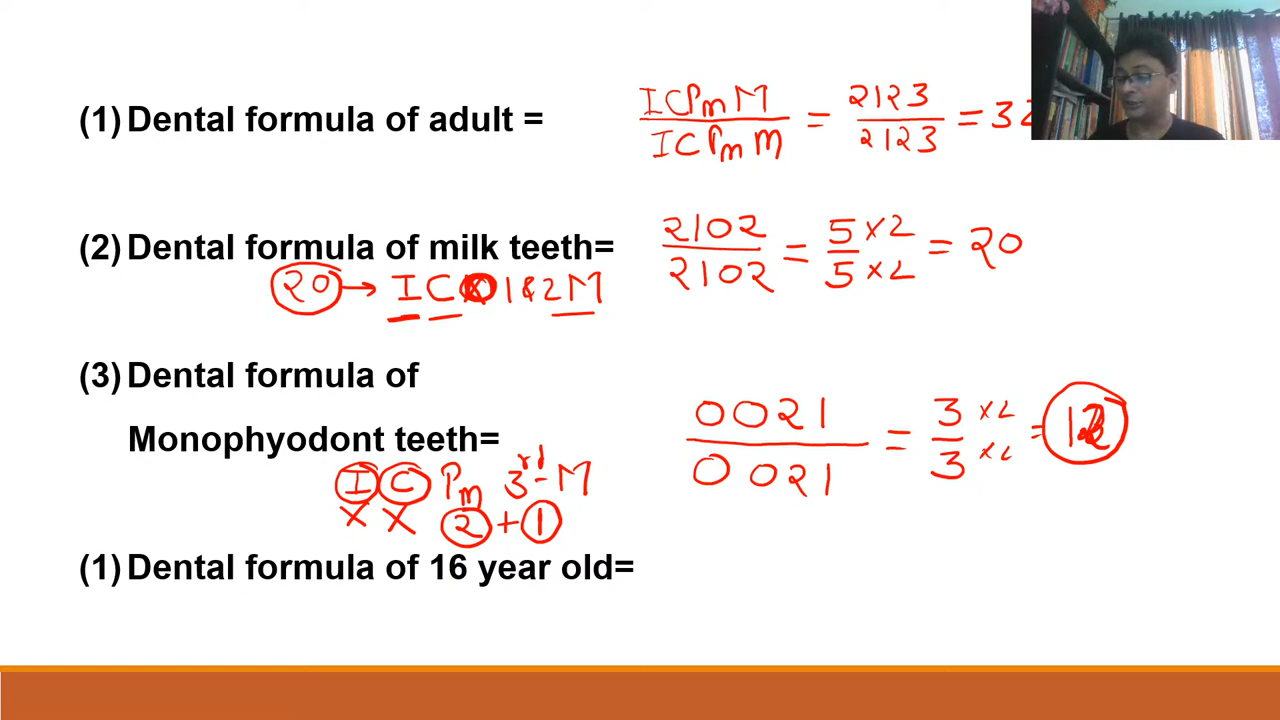 (1) Dental formula of adult = ICPmM / ICPmM = 2123 / 2123 = 32
(2) Dental formula of milk teeth= 2102 / 2102 = 5×2 / 5×2 = 20
20 → IC 1&2M
(3) Dental formula of
Monophyodont teeth= 0021 / 0021 = 3×2 / 3×2 = 12
I C Pm 3rd M
X X 2 + 1
(1) Dental formula of 16 year old=